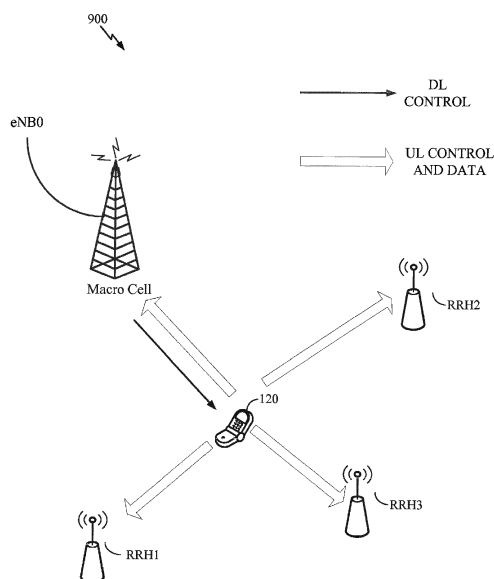 900
DL
CONTROL
eNB0
UL CONTROL
AND DATA
Macro Cell
RRH2
120
RRH3
RRH1